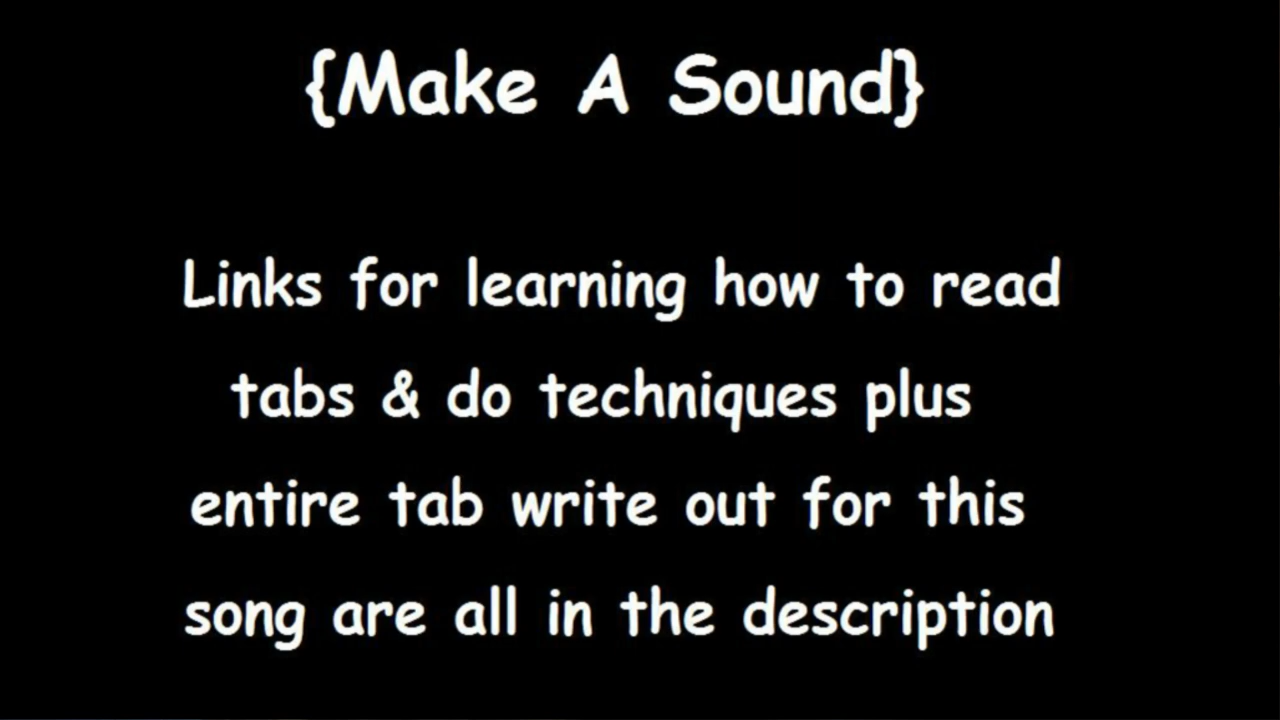 {Make A Sound}
Links for learning how to read
tabs & do techniques plus
entire tab write out for this
song are all in the description